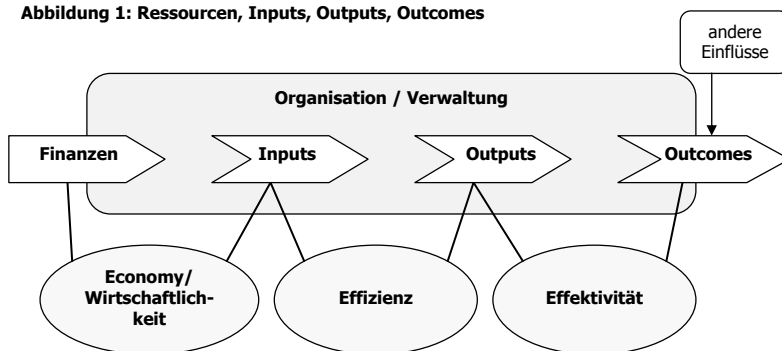 Abbildung 1: Ressourcen, Inputs, Outputs, Outcomes
andere
Einflüsse
Organisation / Verwaltung
Finanzen
Inputs
Outputs
Outcomes
Economy/
Wirtschaftlich-
keit
Effizienz
Effektivität